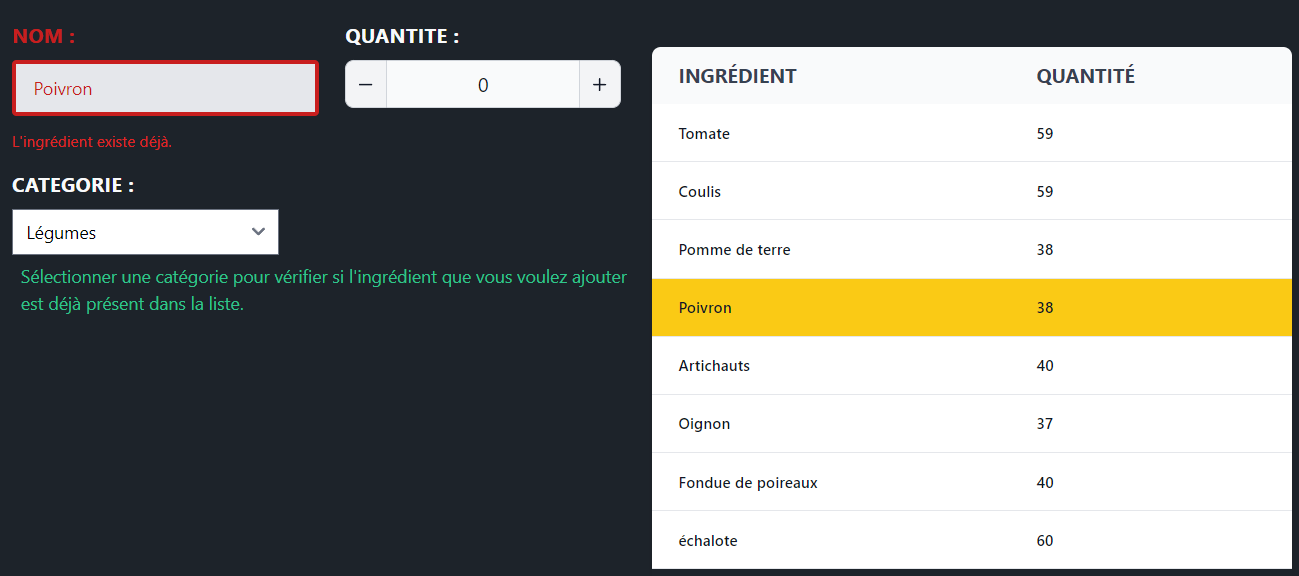 NOM :
Poivron
L'ingrédient existe déjà.
QUANTITE :
− 0 +
CATEGORIE :
Légumes
Sélectionner une catégorie pour vérifier si l'ingrédient que vous voulez ajouter
est déjà présent dans la liste.
INGRÉDIENT QUANTITÉ
Tomate 59
Coulis 59
Pomme de terre 38
Poivron 38
Artichauts 40
Oignon 37
Fondue de poireaux 40
échalote 60